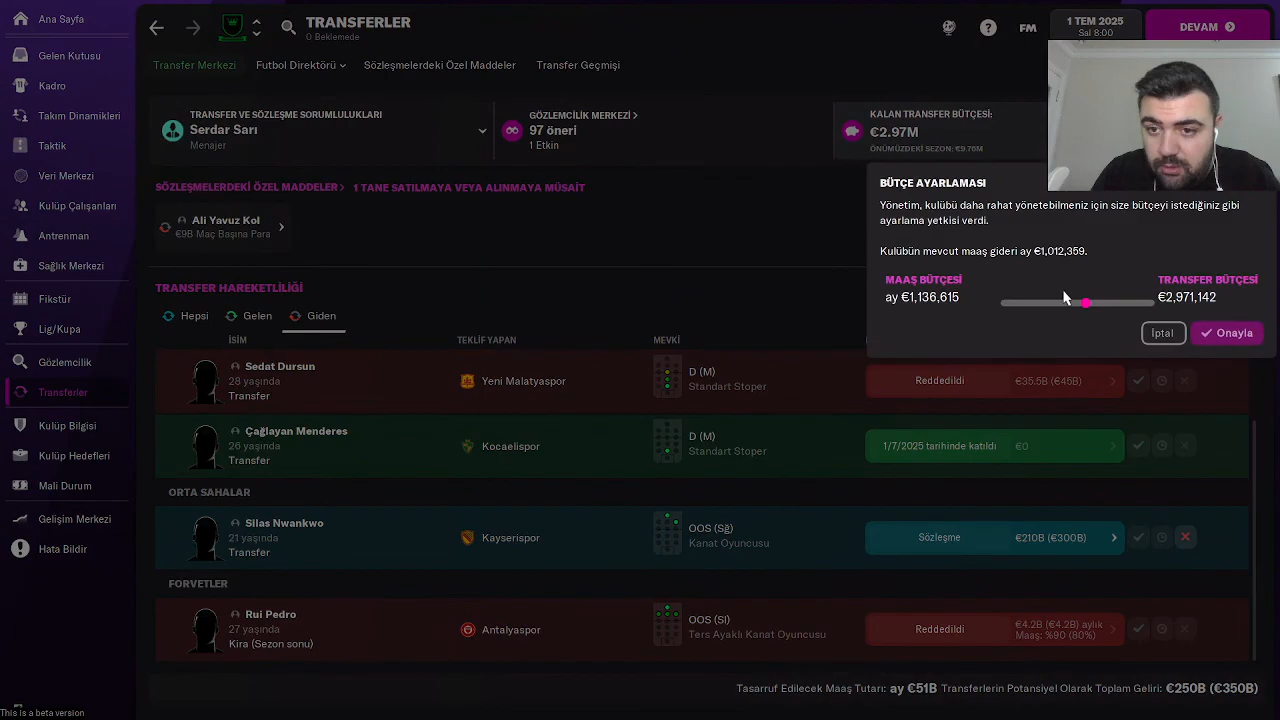 Ana Sayfa
Gelen Kutusu
Kadro
Takım Dinamikleri
Taktik
Veri Merkezi
Kulüp Çalışanları
Antrenman
Sağlık Merkezi
Fikstür
Lig/Kupa
Gözlemcilik
Transferler
Kulüp Bilgisi
Kulüp Hedefleri
Mali Durum
Gelişim Merkezi
Hata Bildir
This is a beta version
TRANSFERLER
0 Beklemede
FM
1 TEM 2025
Sal 8:00
DEVAM
Transfer Merkezi
Futbol Direktörü
Sözleşmelerdeki Özel Maddeler
Transfer Geçmişi
TRANSFER VE SÖZLEŞME SORUMLULUKLARI
Serdar Sarı
Menajer
GÖZLEMCİLİK MERKEZİ
97 öneri
1 Etkin
KALAN TRANSFER BÜTÇESİ:
€2.97M
ÖNÜMÜZDEKİ SEZON: €9.76M
SÖZLEŞMELERDEKİ ÖZEL MADDELER 1 TANE SATILMAYA VEYA ALINMAYA MÜSAİT
Ali Yavuz Kol
€9B Maç Başına Para
BÜTÇE AYARLAMASI
Yönetim, kulübü daha rahat yönetebilmeniz için size bütçeyi istediğiniz gibi
ayarlama yetkisi verdi.
Kulübün mevcut maaş gideri ay €1,012,359.
MAAŞ BÜTÇESİ
ay €1,136,615
TRANSFER BÜTÇESİ
€2,971,142
İptal
Onayla
TRANSFER HAREKETLİLİĞİ
Hepsi
Gelen
Giden
İSİM
TEKLİF YAPAN
MEVKİ
Sedat Dursun
28 yaşında
Transfer
Yeni Malatyaspor
D (M)
Standart Stoper
Reddedildi
€35.5B (€45B)
Çağlayan Menderes
26 yaşında
Transfer
Kocaelispor
D (M)
Standart Stoper
1/7/2025 tarihinde katıldı
€0
ORTA SAHALAR
Silas Nwankwo
21 yaşında
Transfer
Kayserispor
OOS (Sğ)
Kanat Oyuncusu
Sözleşme
€210B (€300B)
FORVETLER
Rui Pedro
27 yaşında
Kira (Sezon sonu)
Antalyaspor
OOS (Sl)
Ters Ayaklı Kanat Oyuncusu
Reddedildi
€4.2B (€4.2B) aylık
Maaş: %90 (80%)
Tasarruf Edilecek Maaş Tutarı: ay €51B Transferlerin Potansiyel Olarak Toplam Geliri: €250B (€350B)